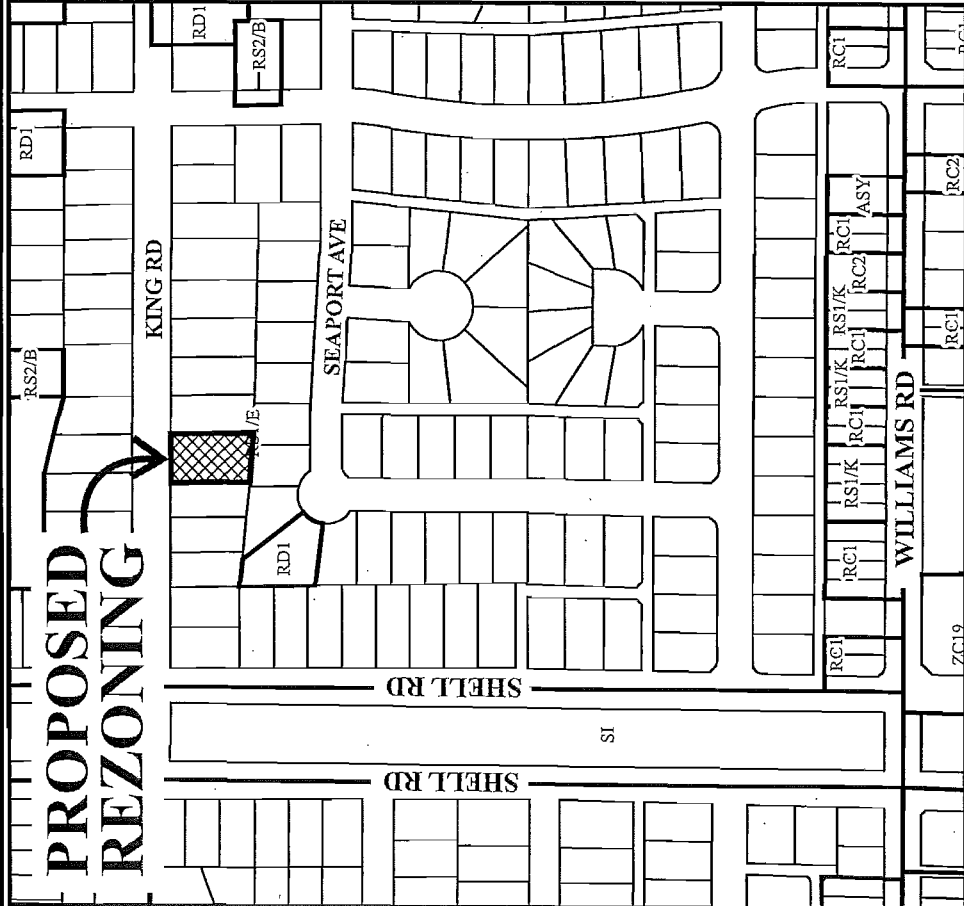 PROPOSED
REZONING
RD1
RS2/B
KING RD
RD1
RS2/B
RS1/E
RD1
SEAPORT AVE
SHELL RD
SHELL RD
SI
RC1
RC1
RS1/K
RC1
RS1/K
RC1
RS1/K
RC2
RC1
ASY
RC1
WILLIAMS RD
ZC19
RC1
RC2
RC1